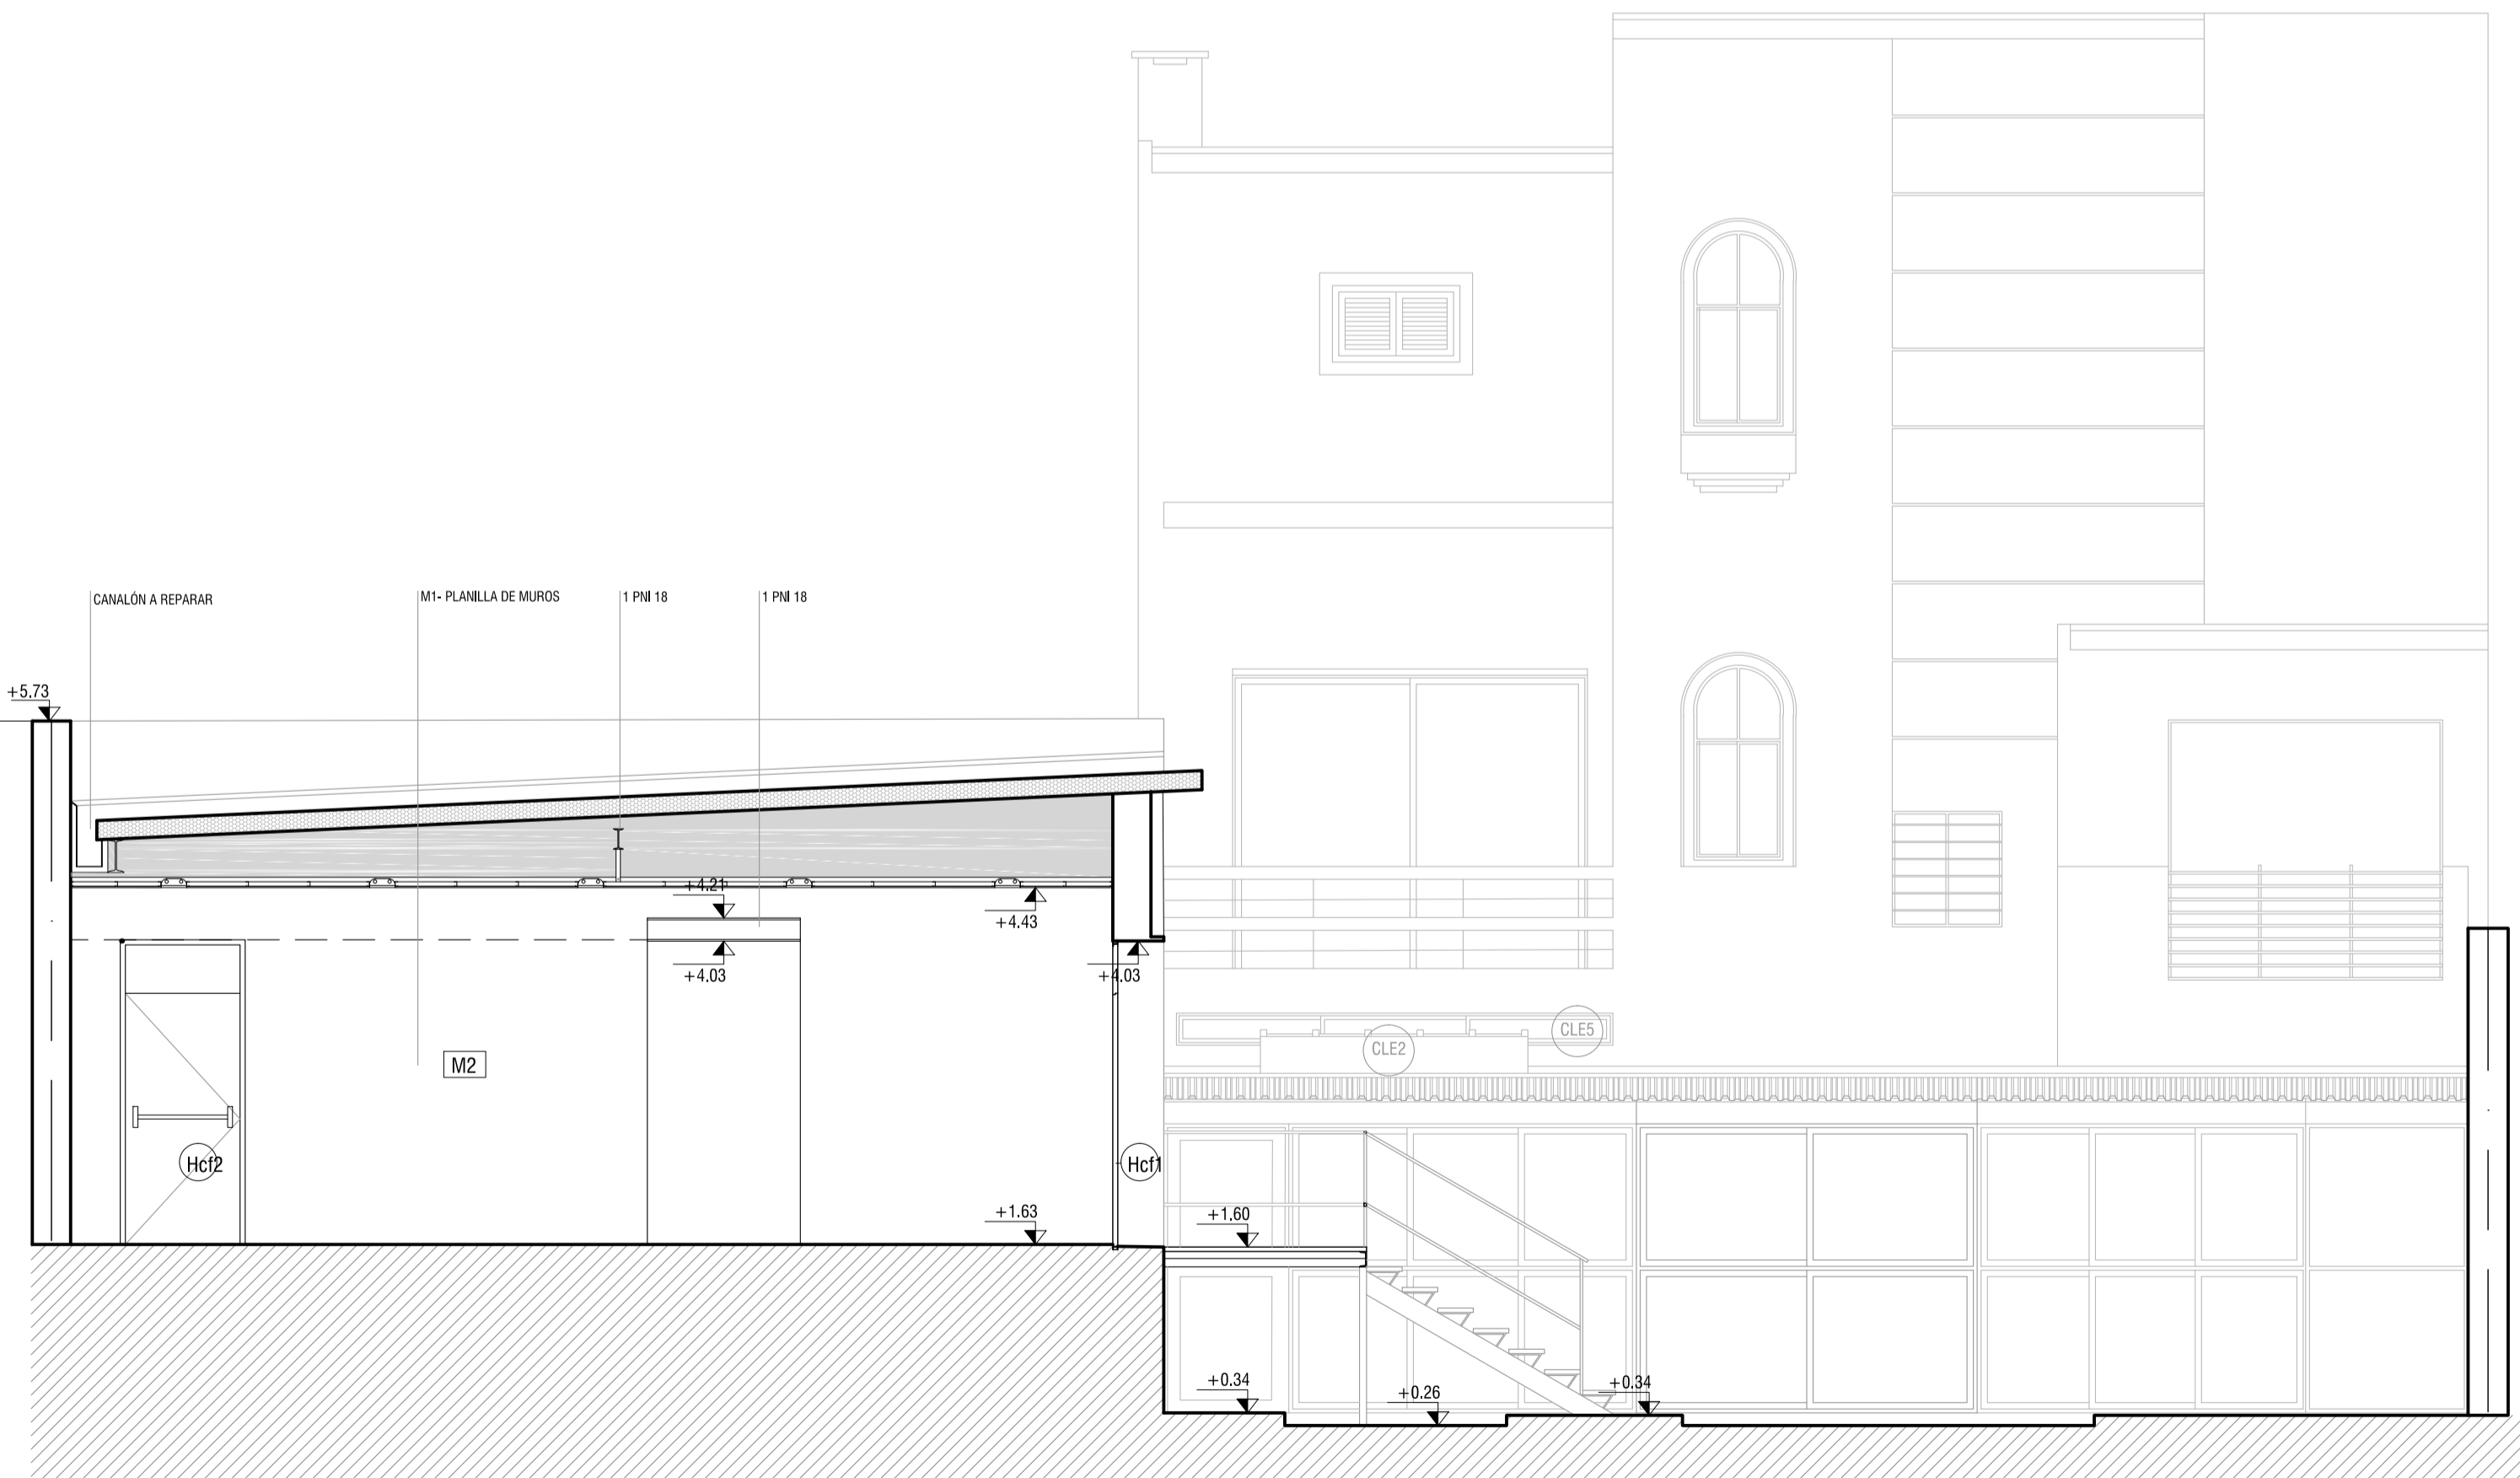 CANALÓN A REPARAR
M1- PLANILLA DE MUROS
1 PNI 18
1 PNI 18
+5.73
+4.21
+4.43
+4.03
+4.03
CLE5
CLE2
M2
Hcf2
Hcf1
+1.63
+1.60
+0.34
+0.26
+0.34